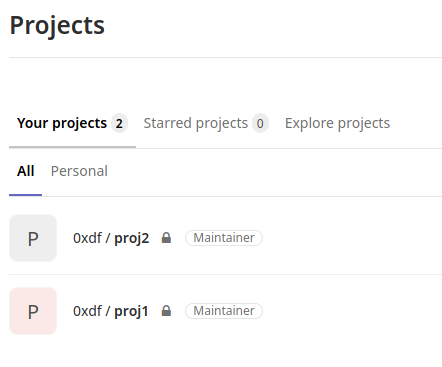 Projects
Your projects 2 Starred projects 0 Explore projects
All Personal
P 0xdf / proj2 Maintainer
P 0xdf / proj1 Maintainer